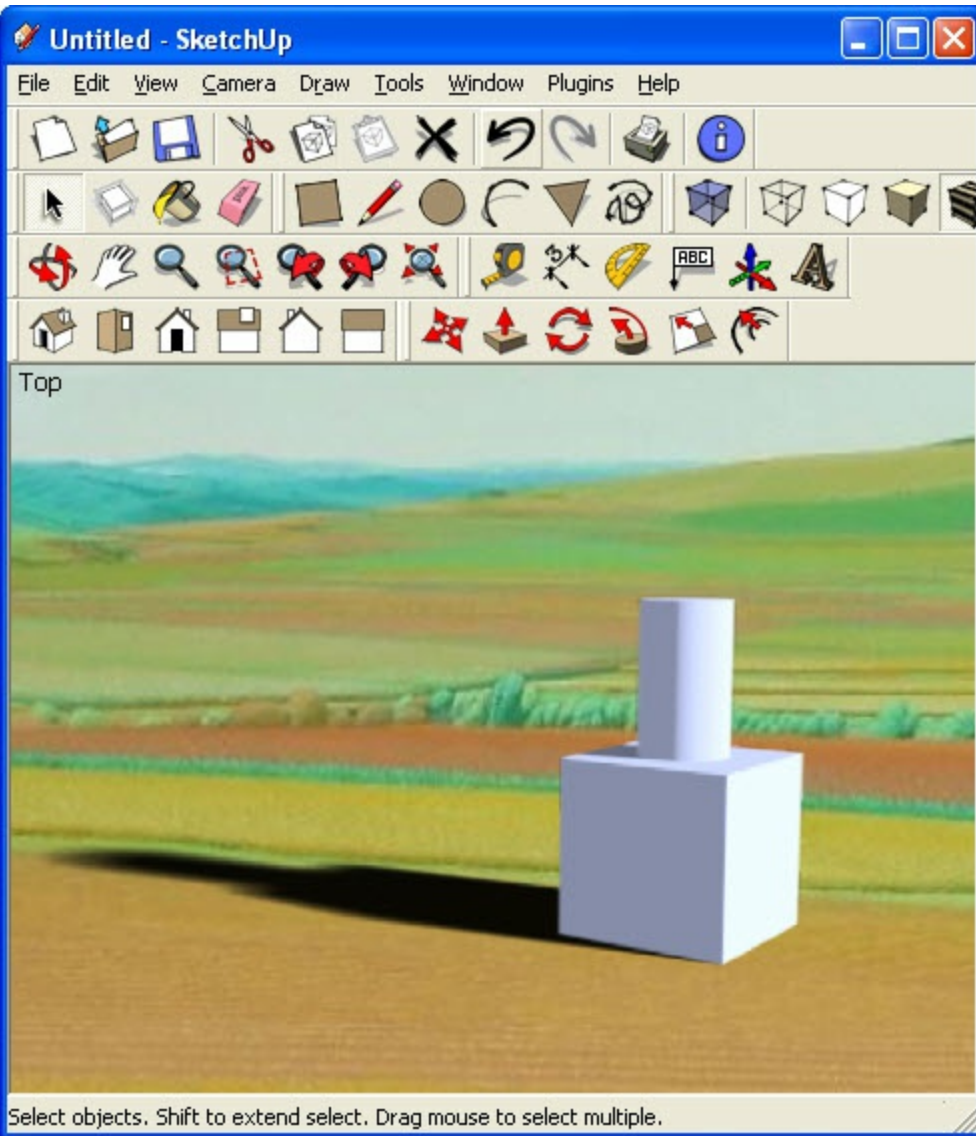 Untitled - SketchUp
File Edit View Camera Draw Tools Window Plugins Help
ABC
Top
Select objects. Shift to extend select. Drag mouse to select multiple.